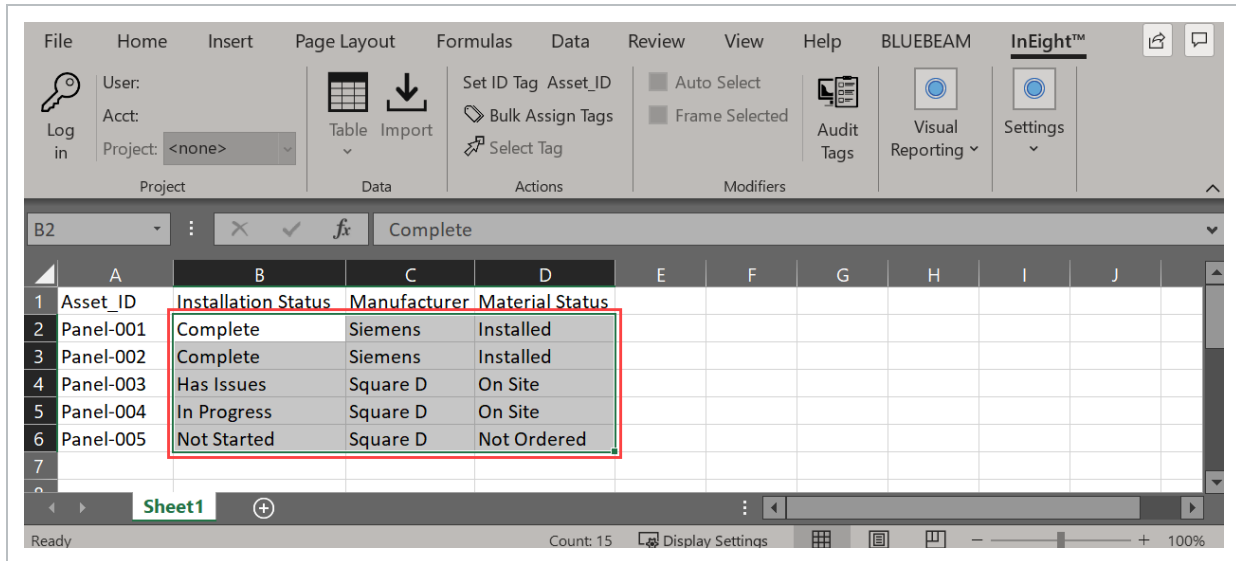 File Home Insert Page Layout Formulas Data Review View Help BLUEBEAM InEight™
Log in
User:
Acct:
Project: <none>
Project
Table Import
Data
Set ID Tag Asset_ID
Bulk Assign Tags
Select Tag
Actions
Auto Select
Frame Selected
Modifiers
Audit Tags
Visual Reporting
Settings
B2 fx Complete
A B C D E F G H I J
1 Asset_ID Installation Status Manufacturer Material Status
2 Panel-001 Complete Siemens Installed
3 Panel-002 Complete Siemens Installed
4 Panel-003 Has Issues Square D On Site
5 Panel-004 In Progress Square D On Site
6 Panel-005 Not Started Square D Not Ordered
7
Sheet1
Ready Count: 15 Display Settings 100%